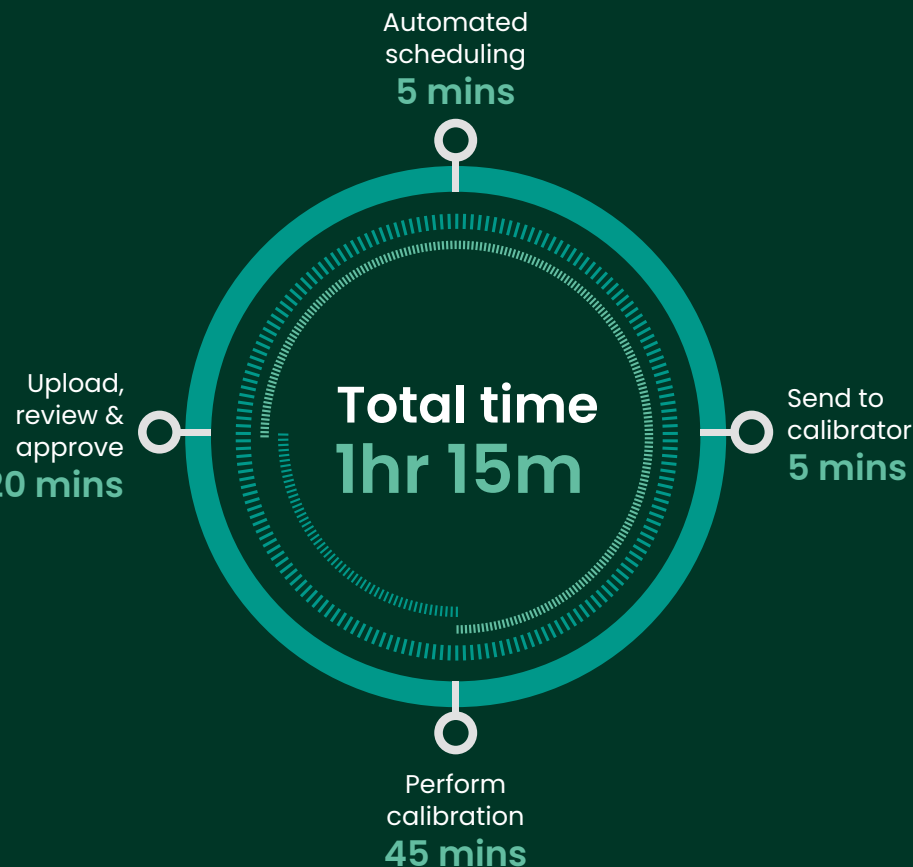 Automated
scheduling
5 mins
Send to
calibrator
5 mins
Total time
1hr 15m
Upload,
review &
approve
20 mins
Perform
calibration
45 mins